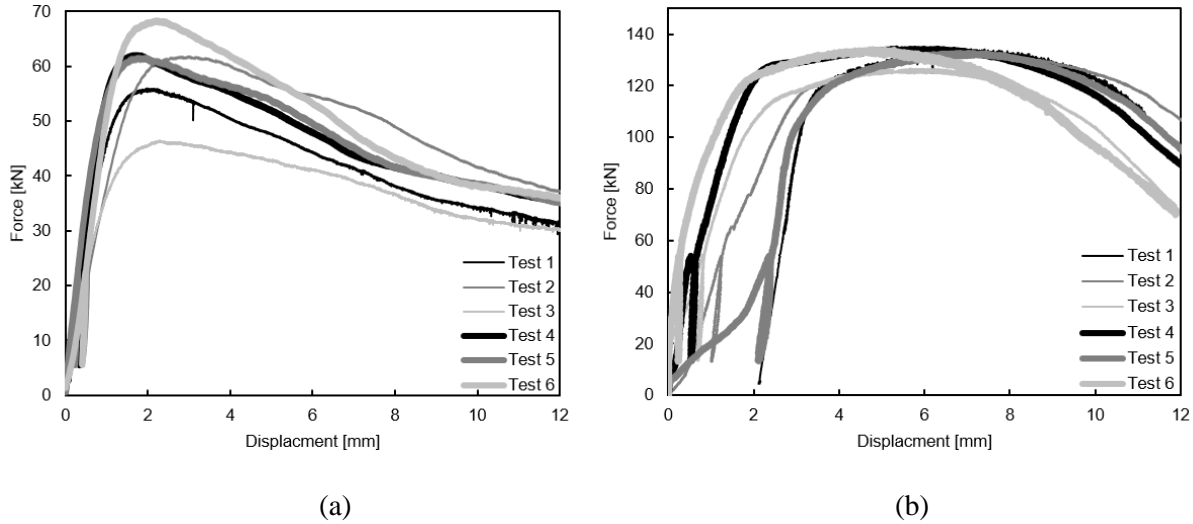 70
60
50
40
30
20
10
0
Force [kN]
0 2 4 6 8 10 12
Displacment [mm]
Test 1
Test 2
Test 3
Test 4
Test 5
Test 6
(a)
140
120
100
80
60
40
20
0
Force [kN]
0 2 4 6 8 10 12
Displacment [mm]
Test 1
Test 2
Test 3
Test 4
Test 5
Test 6
(b)